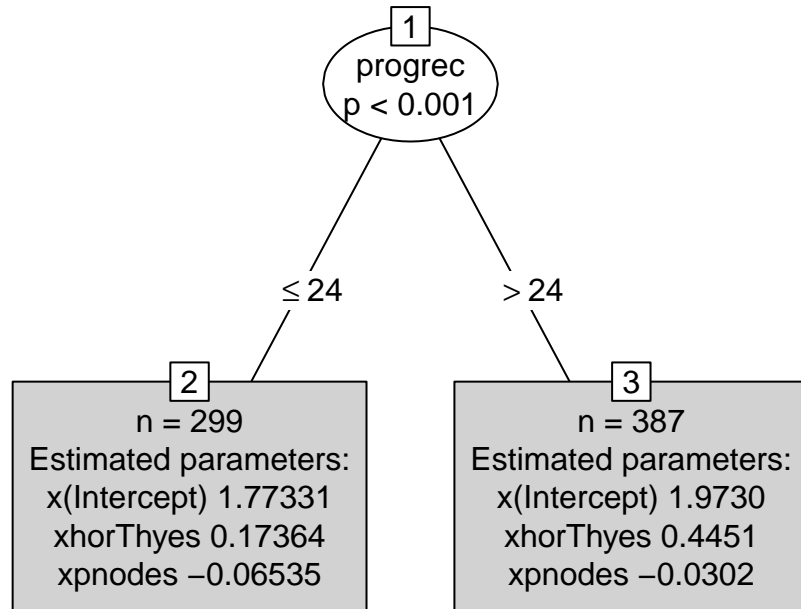 1
progrec
p < 0.001
≤ 24
> 24
2
n = 299
Estimated parameters:
x(Intercept) 1.77331
xhorThyes 0.17364
xpnodes −0.06535
3
n = 387
Estimated parameters:
x(Intercept) 1.9730
xhorThyes 0.4451
xpnodes −0.0302